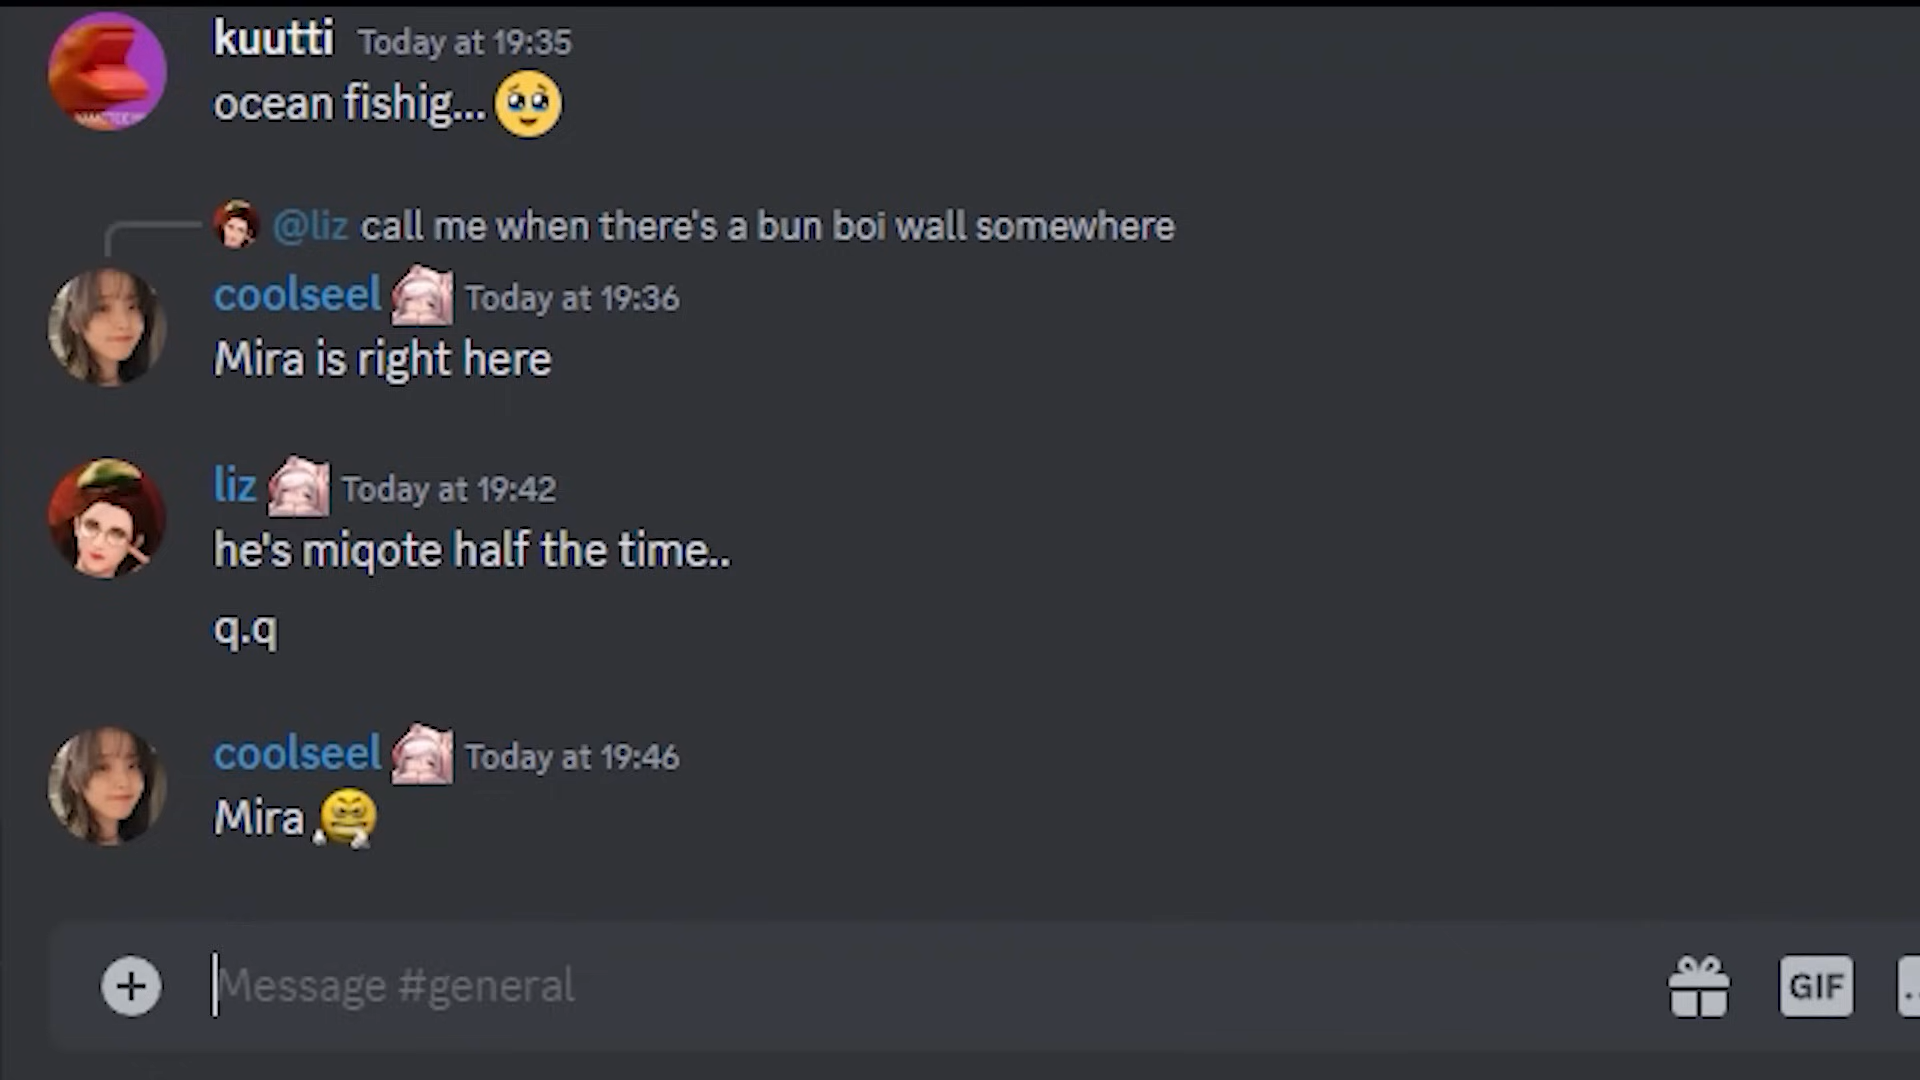 kuutti Today at 19:35
ocean fishig...
@liz call me when there's a bun boi wall somewhere
coolseel Today at 19:36
Mira is right here
liz Today at 19:42
he's miqote half the time..
q.q
coolseel Today at 19:46
Mira
Message #general
GIF